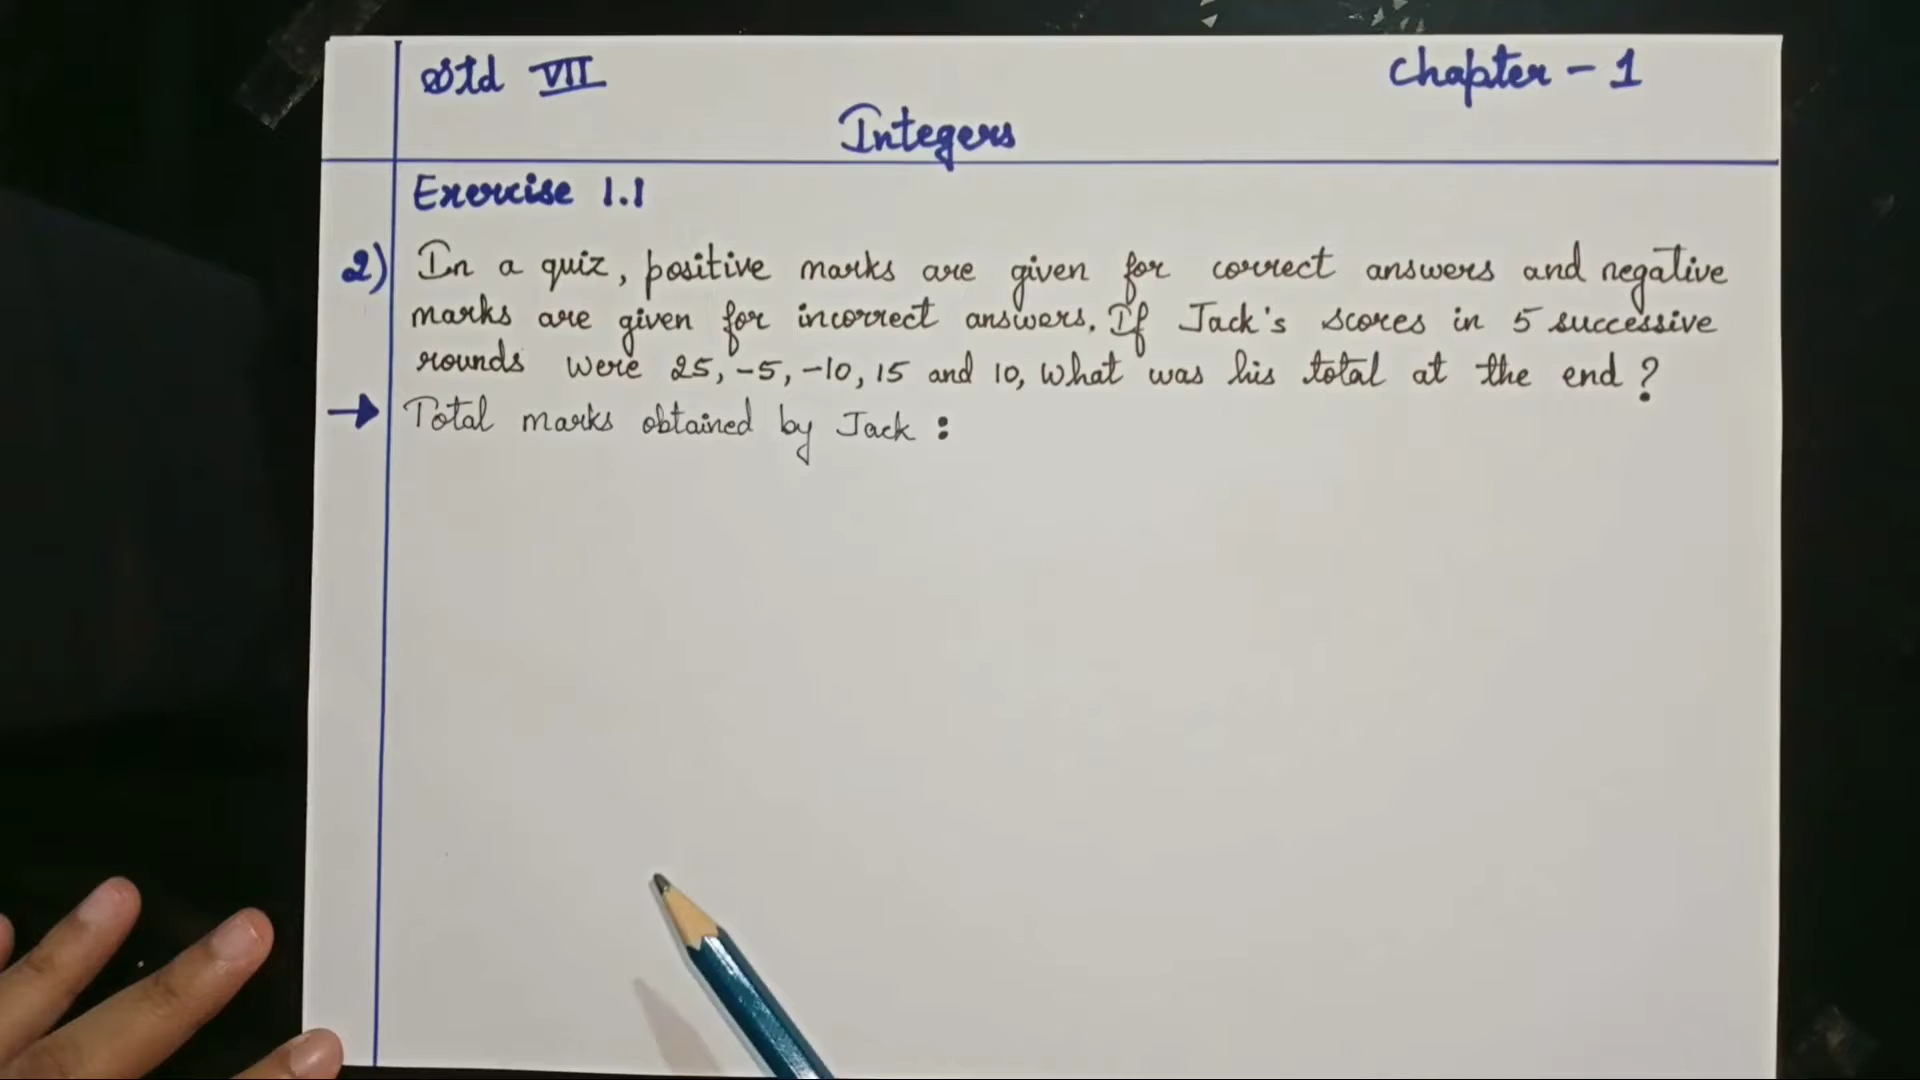 Std VII
Chapter - 1
Integers
Exercise 1.1
2) In a quiz, positive marks are given for correct answers and negative
marks are given for incorrect answers. If Jack's scores in 5 successive
rounds were 25, -5, -10, 15 and 10, what was his total at the end ?
→ Total marks obtained by Jack :